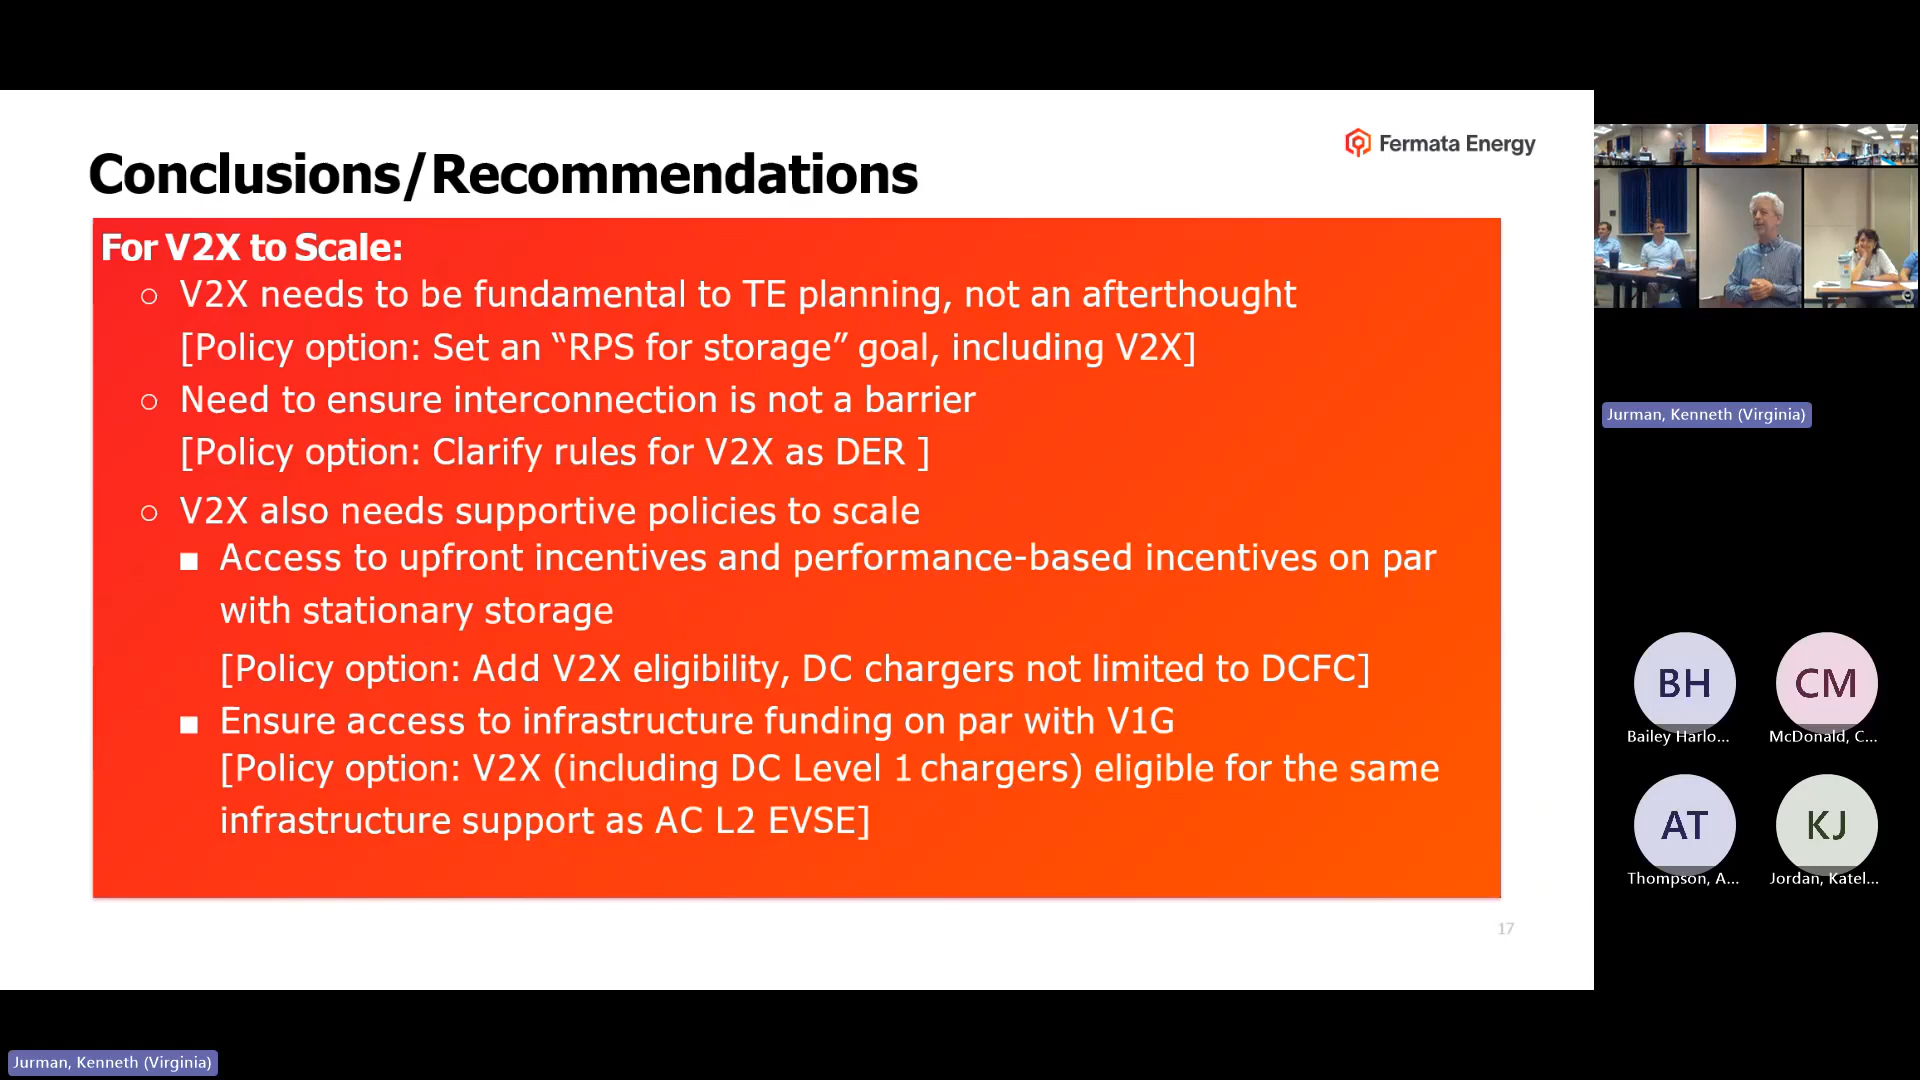 Fermata Energy
Conclusions/Recommendations
For V2X to Scale:
○ V2X needs to be fundamental to TE planning, not an afterthought
[Policy option: Set an “RPS for storage” goal, including V2X]
○ Need to ensure interconnection is not a barrier
[Policy option: Clarify rules for V2X as DER ]
○ V2X also needs supportive policies to scale
■ Access to upfront incentives and performance-based incentives on par
with stationary storage
[Policy option: Add V2X eligibility, DC chargers not limited to DCFC]
■ Ensure access to infrastructure funding on par with V1G
[Policy option: V2X (including DC Level 1 chargers) eligible for the same
infrastructure support as AC L2 EVSE]
17
Jurman, Kenneth (Virginia)
BH
CM
Bailey Harlo...
McDonald, C...
AT
KJ
Thompson, A...
Jordan, Katel...
Jurman, Kenneth (Virginia)